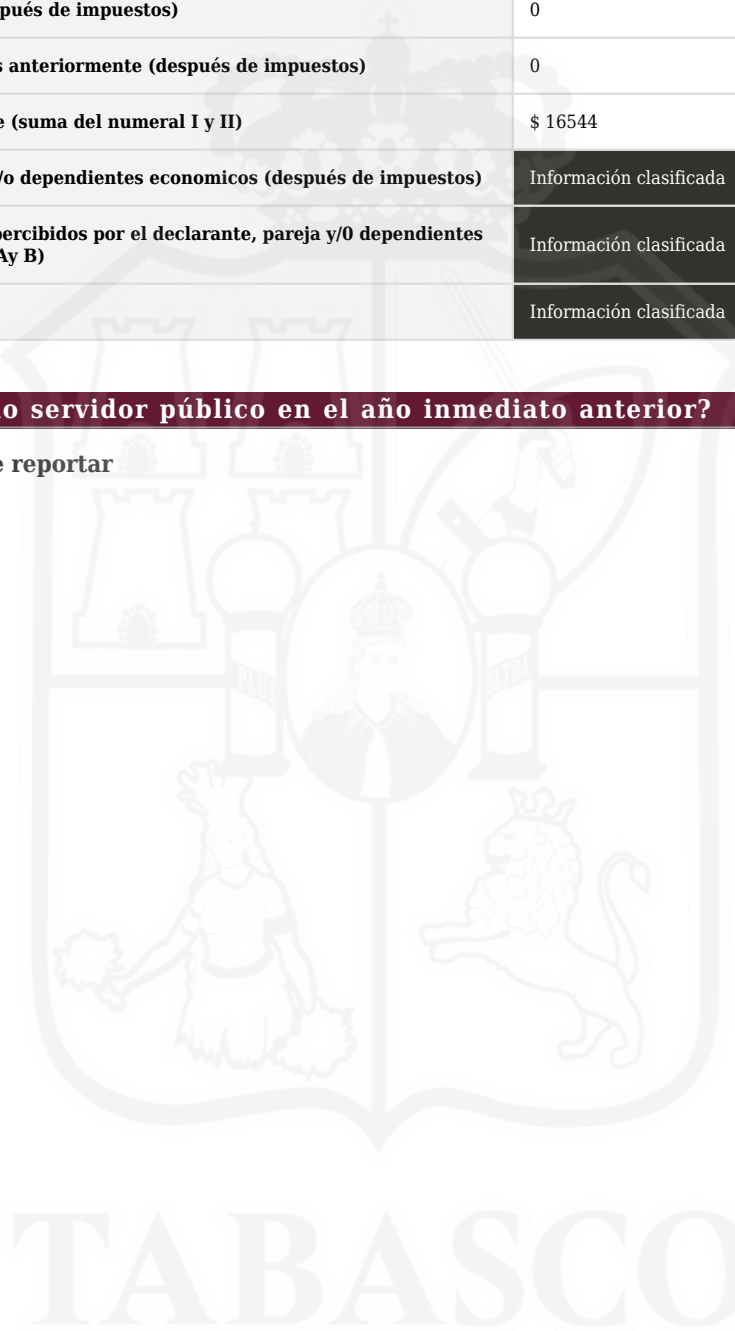 pués de impuestos) 0
s anteriormente (después de impuestos) 0
e (suma del numeral I y II) $ 16544
/o dependientes economicos (después de impuestos) Información clasificada
percibidos por el declarante, pareja y/0 dependientes
Ay B) Información clasificada
Información clasificada
o servidor público en el año inmediato anterior?
e reportar
PLUS ULTRA
TABASCO